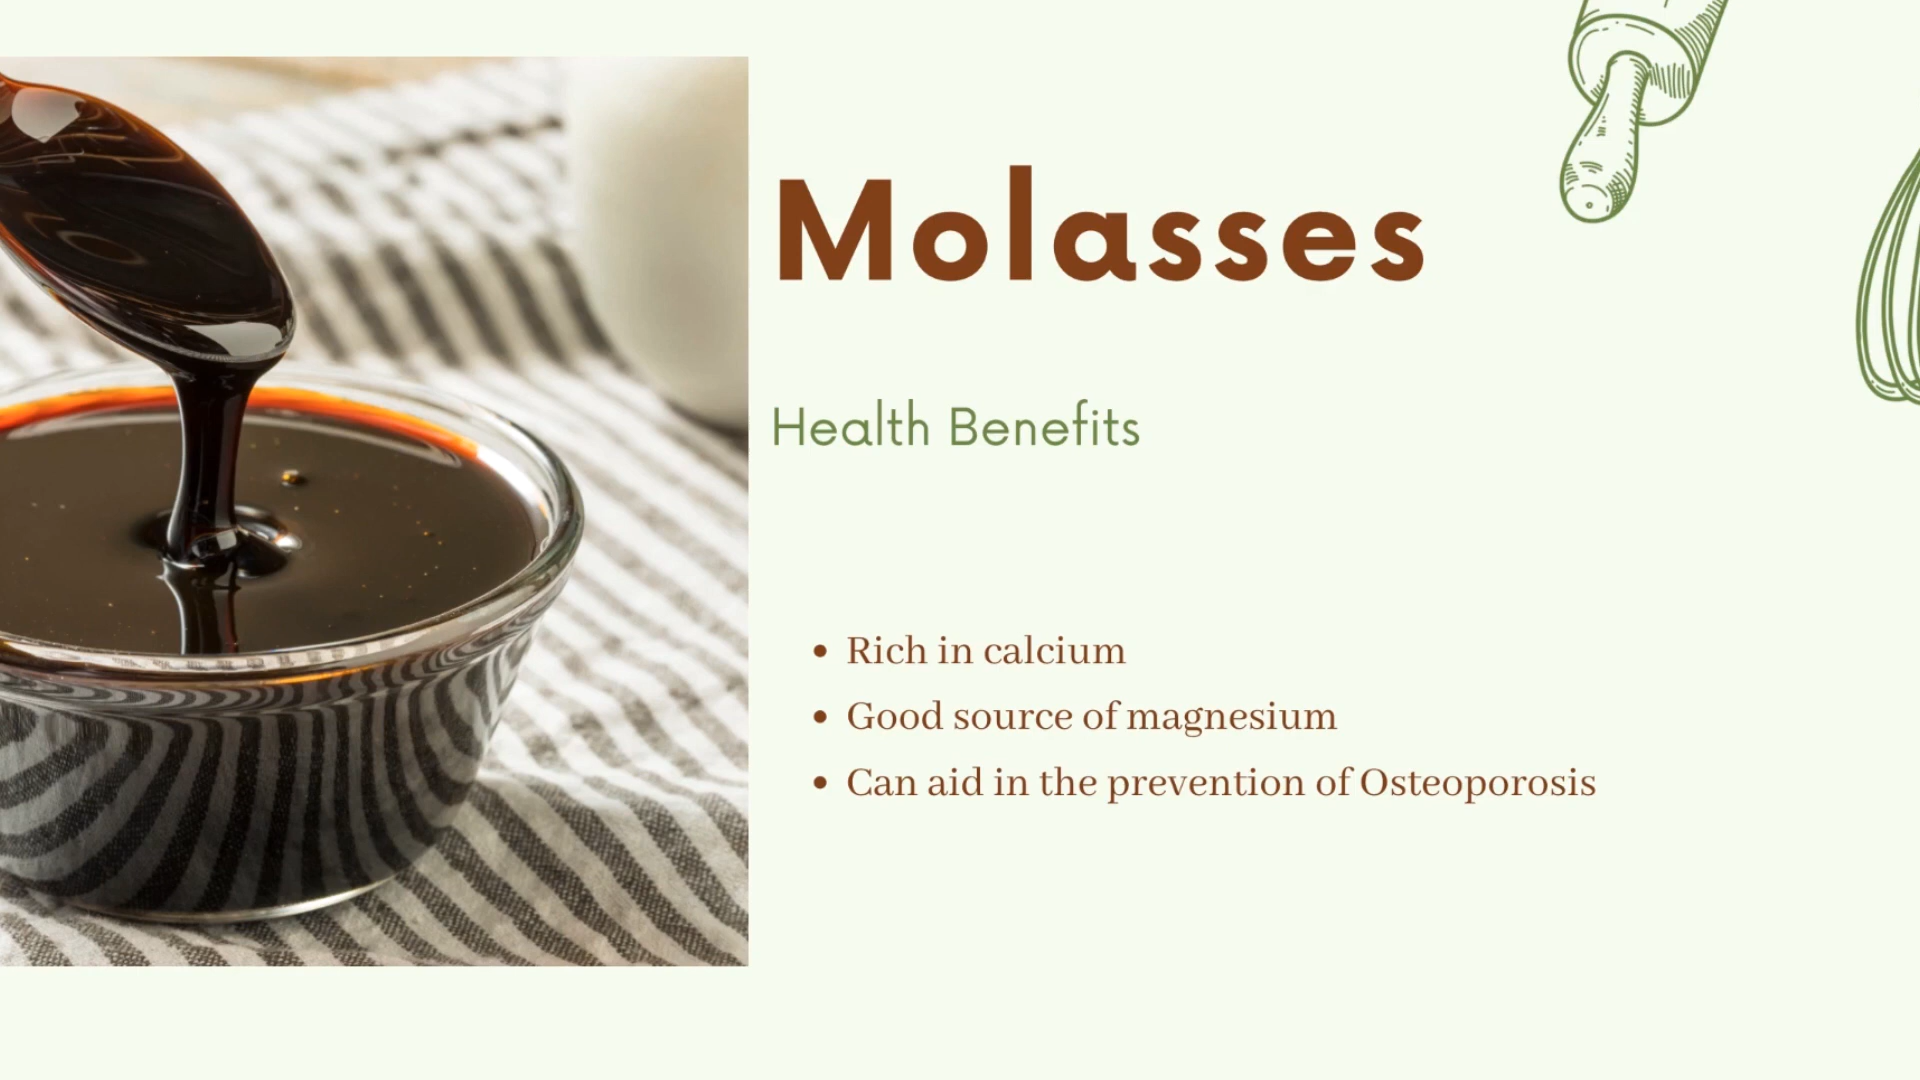 Molasses
Health Benefits
• Rich in calcium
• Good source of magnesium
• Can aid in the prevention of Osteoporosis